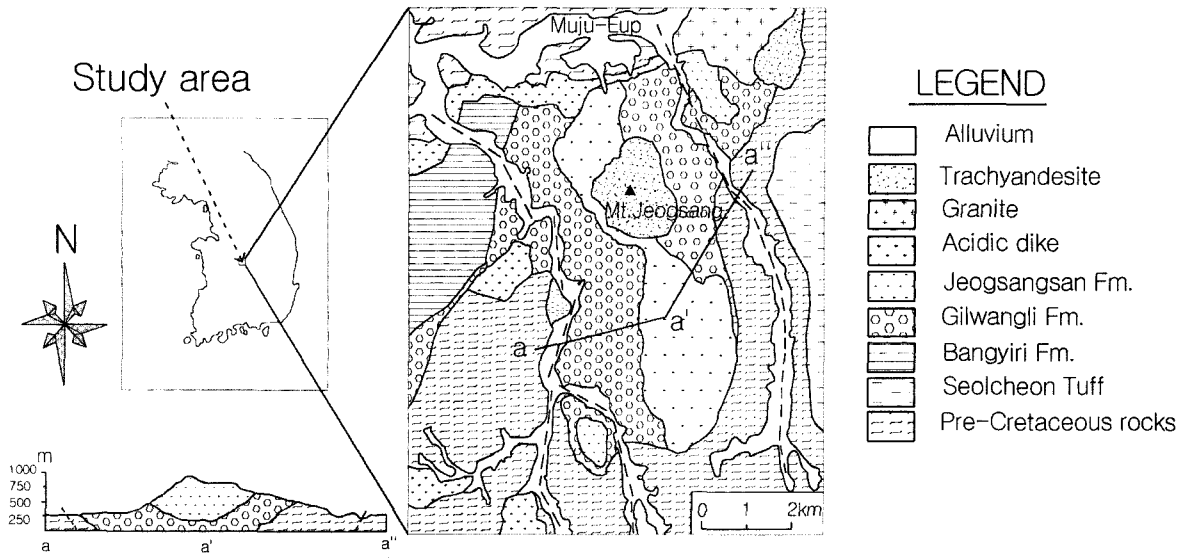 Study area
N
Muju-Eup
Mt.Jeogsang
a"
a'
a
0 1 2km
LEGEND
Alluvium
Trachyandesite
Granite
Acidic dike
Jeogsangsan Fm.
Gilwangli Fm.
Bangyiri Fm.
Seolcheon Tuff
Pre-Cretaceous rocks
m
1000
750
500
250
a a' a"